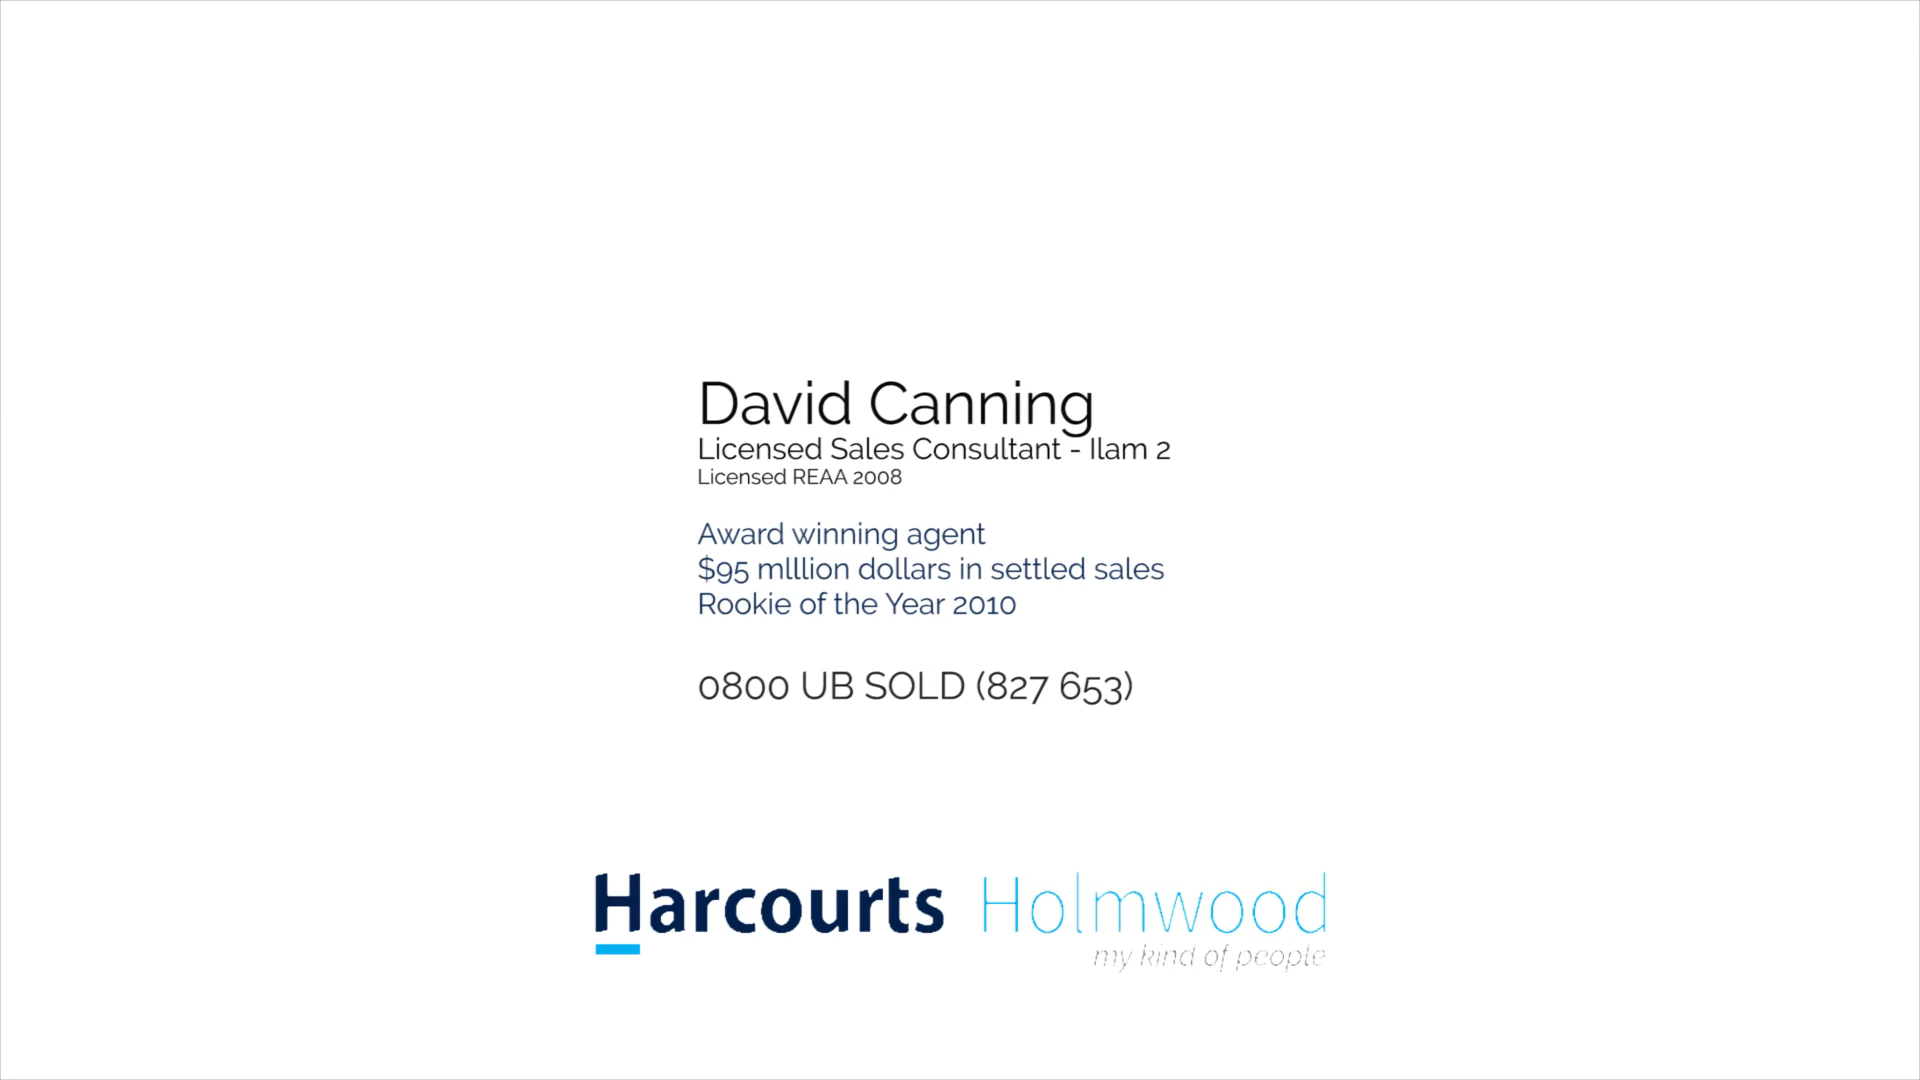 David Canning
Licensed Sales Consultant - Ilam 2
Licensed REAA 2008
Award winning agent
$95 mlllion dollars in settled sales
Rookie of the Year 2010
0800 UB SOLD (827 653)
Harcourts Holmwood
my kind of people